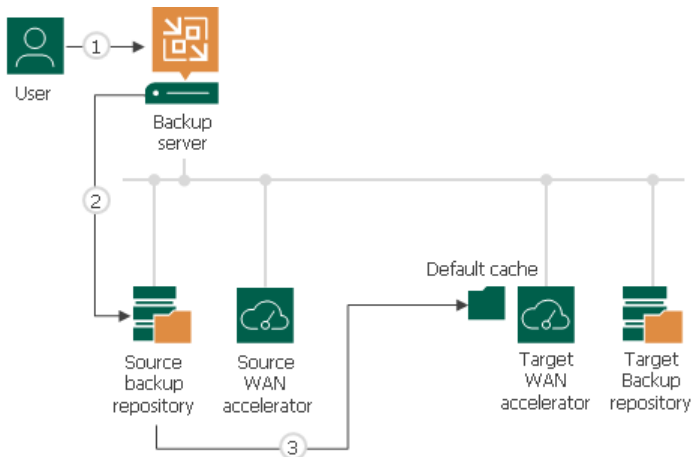 1
User
Backup
server
2
Default cache
Source
backup
repository
Source
WAN
accelerator
Target
WAN
accelerator
Target
Backup
repository
3